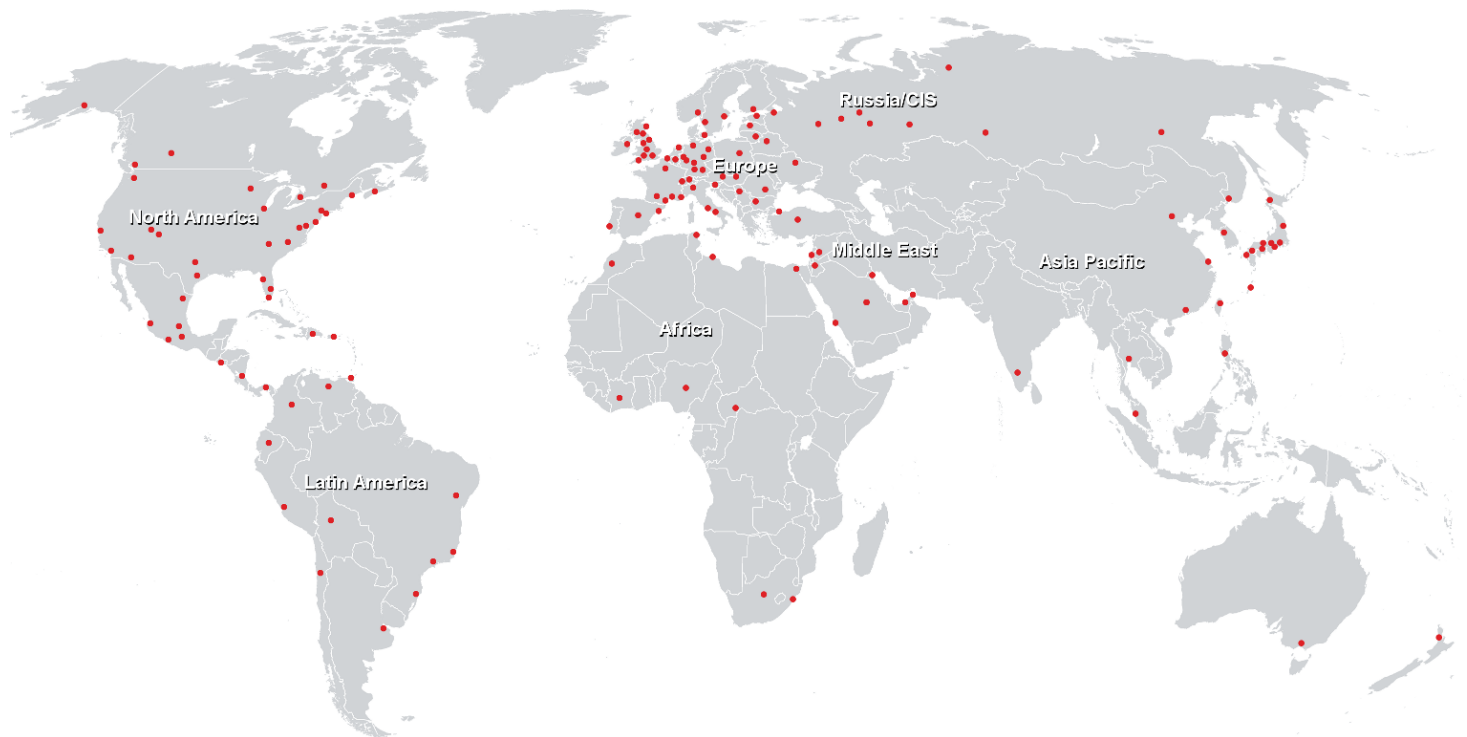 Russia/CIS
Europe
North America
Middle East
Asia Pacific
Africa
Latin America